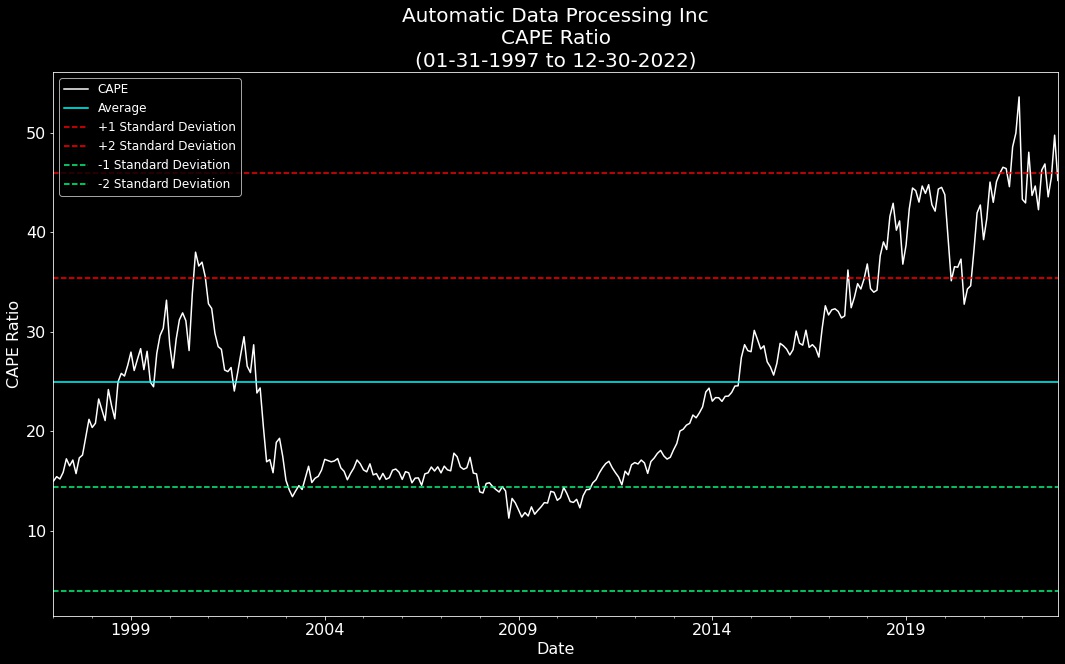 Automatic Data Processing Inc
CAPE Ratio
(01-31-1997 to 12-30-2022)
CAPE
Average
+1 Standard Deviation
+2 Standard Deviation
-1 Standard Deviation
-2 Standard Deviation
CAPE Ratio
50
40
30
20
10
1999
2004
2009
2014
2019
Date